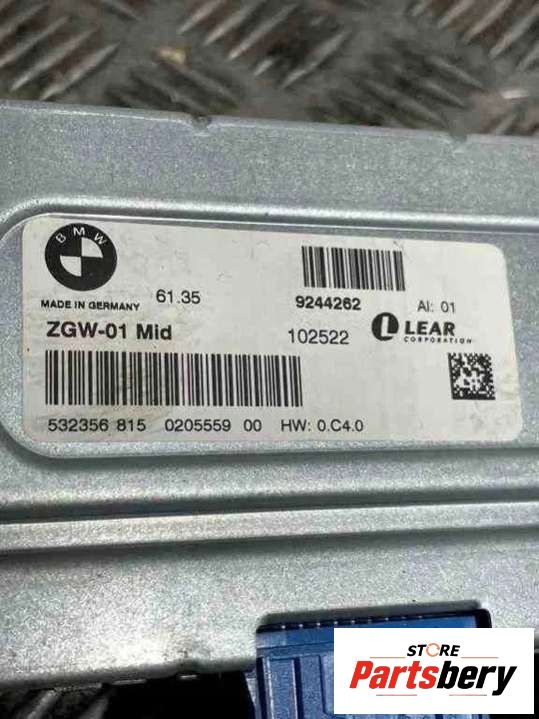 BMW
MADE IN GERMANY 61.35 9244262 AI: 01
ZGW-01 Mid 102522 LEAR
CORPORATION
532356 815 0205559 00 HW: 0.C4.0
STORE
Partsbery